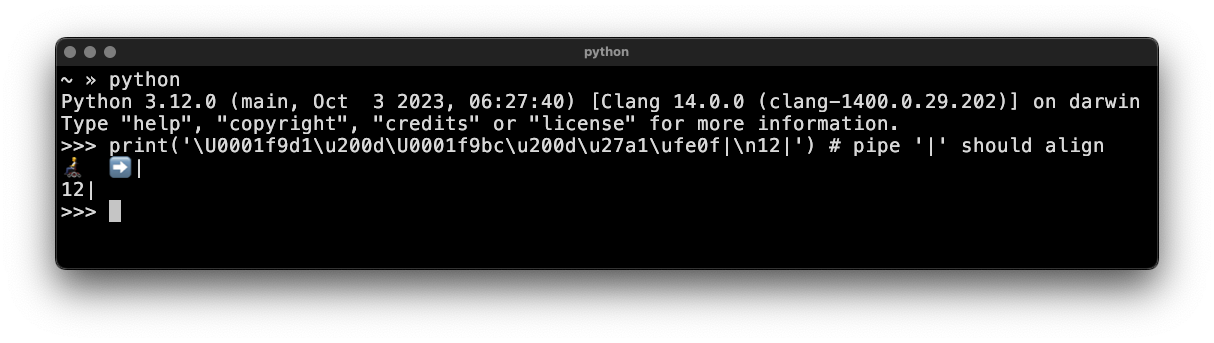 python
~ » python
Python 3.12.0 (main, Oct  3 2023, 06:27:40) [Clang 14.0.0 (clang-1400.0.29.202)] on darwin
Type "help", "copyright", "credits" or "license" for more information.
>>> print('\U0001f9d1\u200d\U0001f9bc\u200d\u27a1\ufe0f|\n12|') # pipe '|' should align
🧑‍🦼  ➡️|
12|
>>>